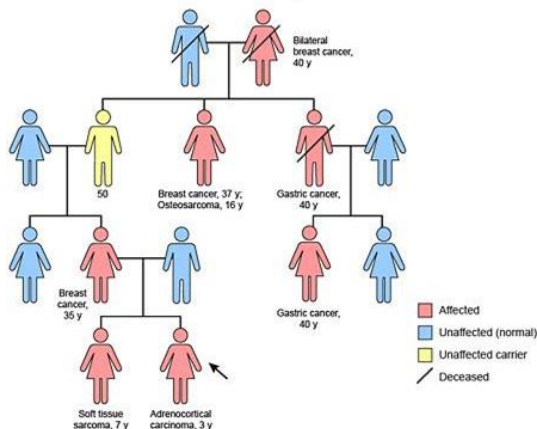 Bilateral
breast cancer,
40 y
50
Breast cancer, 37 y;
Osteosarcoma, 16 y
Gastric cancer,
40 y
Breast
cancer,
35 y
Gastric cancer,
40 y
Affected
Unaffected (normal)
Unaffected carrier
Deceased
Soft tissue
sarcoma, 7 y
Adrenocortical
carcinoma, 3 y